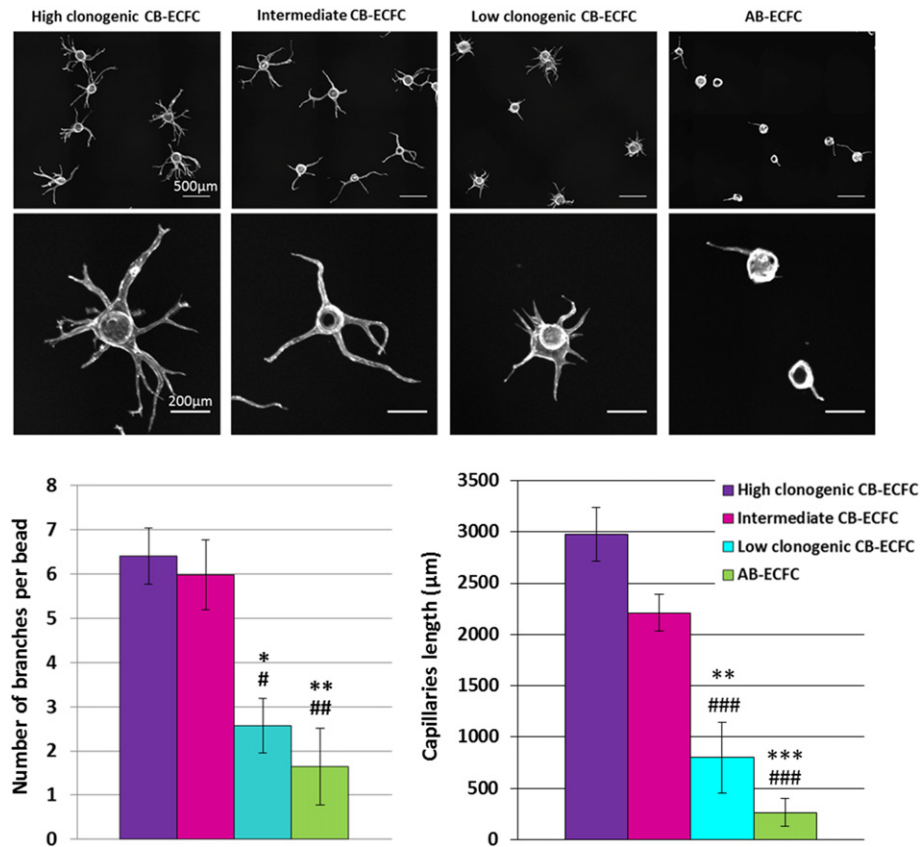 High clonogenic CB-ECFC
Intermediate CB-ECFC
Low clonogenic CB-ECFC
AB-ECFC
500µm
200µm
Number of branches per bead
8
7
6
5
4
3
2
1
0
*
#
**
##
Capillaries length (µm)
3500
3000
2500
2000
1500
1000
500
0
**
###
***
###
High clonogenic CB-ECFC
Intermediate CB-ECFC
Low clonogenic CB-ECFC
AB-ECFC